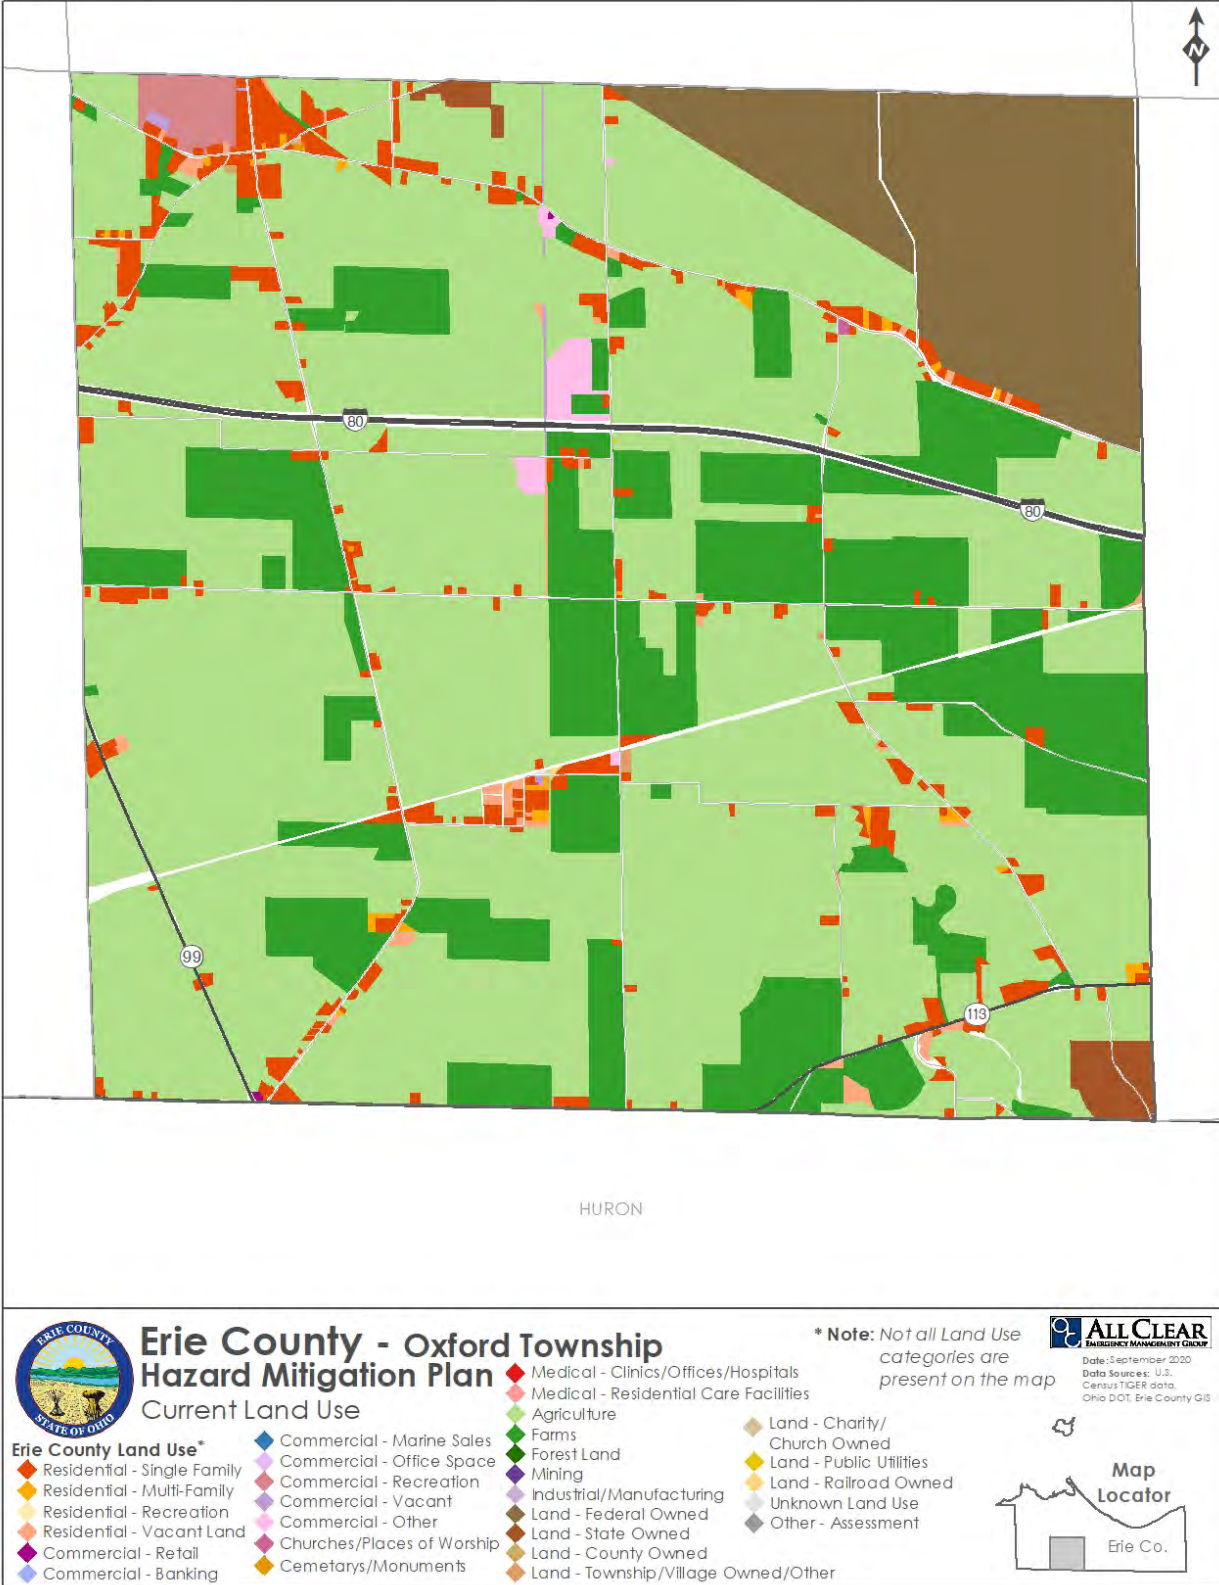 N
80
80
99
113
HURON
ERIE COUNTY
STATE OF OHIO
Erie County - Oxford Township
Hazard Mitigation Plan
Current Land Use
Erie County Land Use*
Residential - Single Family
Residential - Multi-Family
Residential - Recreation
Residential - Vacant Land
Commercial - Retail
Commercial - Banking
Commercial - Marine Sales
Commercial - Office Space
Commercial - Recreation
Commercial - Vacant
Commercial - Other
Churches/Places of Worship
Cemetarys/Monuments
Medical - Clinics/Offices/Hospitals
Medical - Residential Care Facilities
Agriculture
Farms
Forest Land
Mining
Industrial/Manufacturing
Land - Federal Owned
Land - State Owned
Land - County Owned
Land - Township/Village Owned/Other
Land - Charity/
Church Owned
Land - Public Utilities
Land - Railroad Owned
Unknown Land Use
Other - Assessment
* Note: Not all Land Use
categories are
present on the map
ALL CLEAR
EMERGENCY MANAGEMENT GROUP
Date: September 2020
Data Sources: U.S.
Census TIGER data,
Ohio DOT, Erie County GIS
Map
Locator
Erie Co.